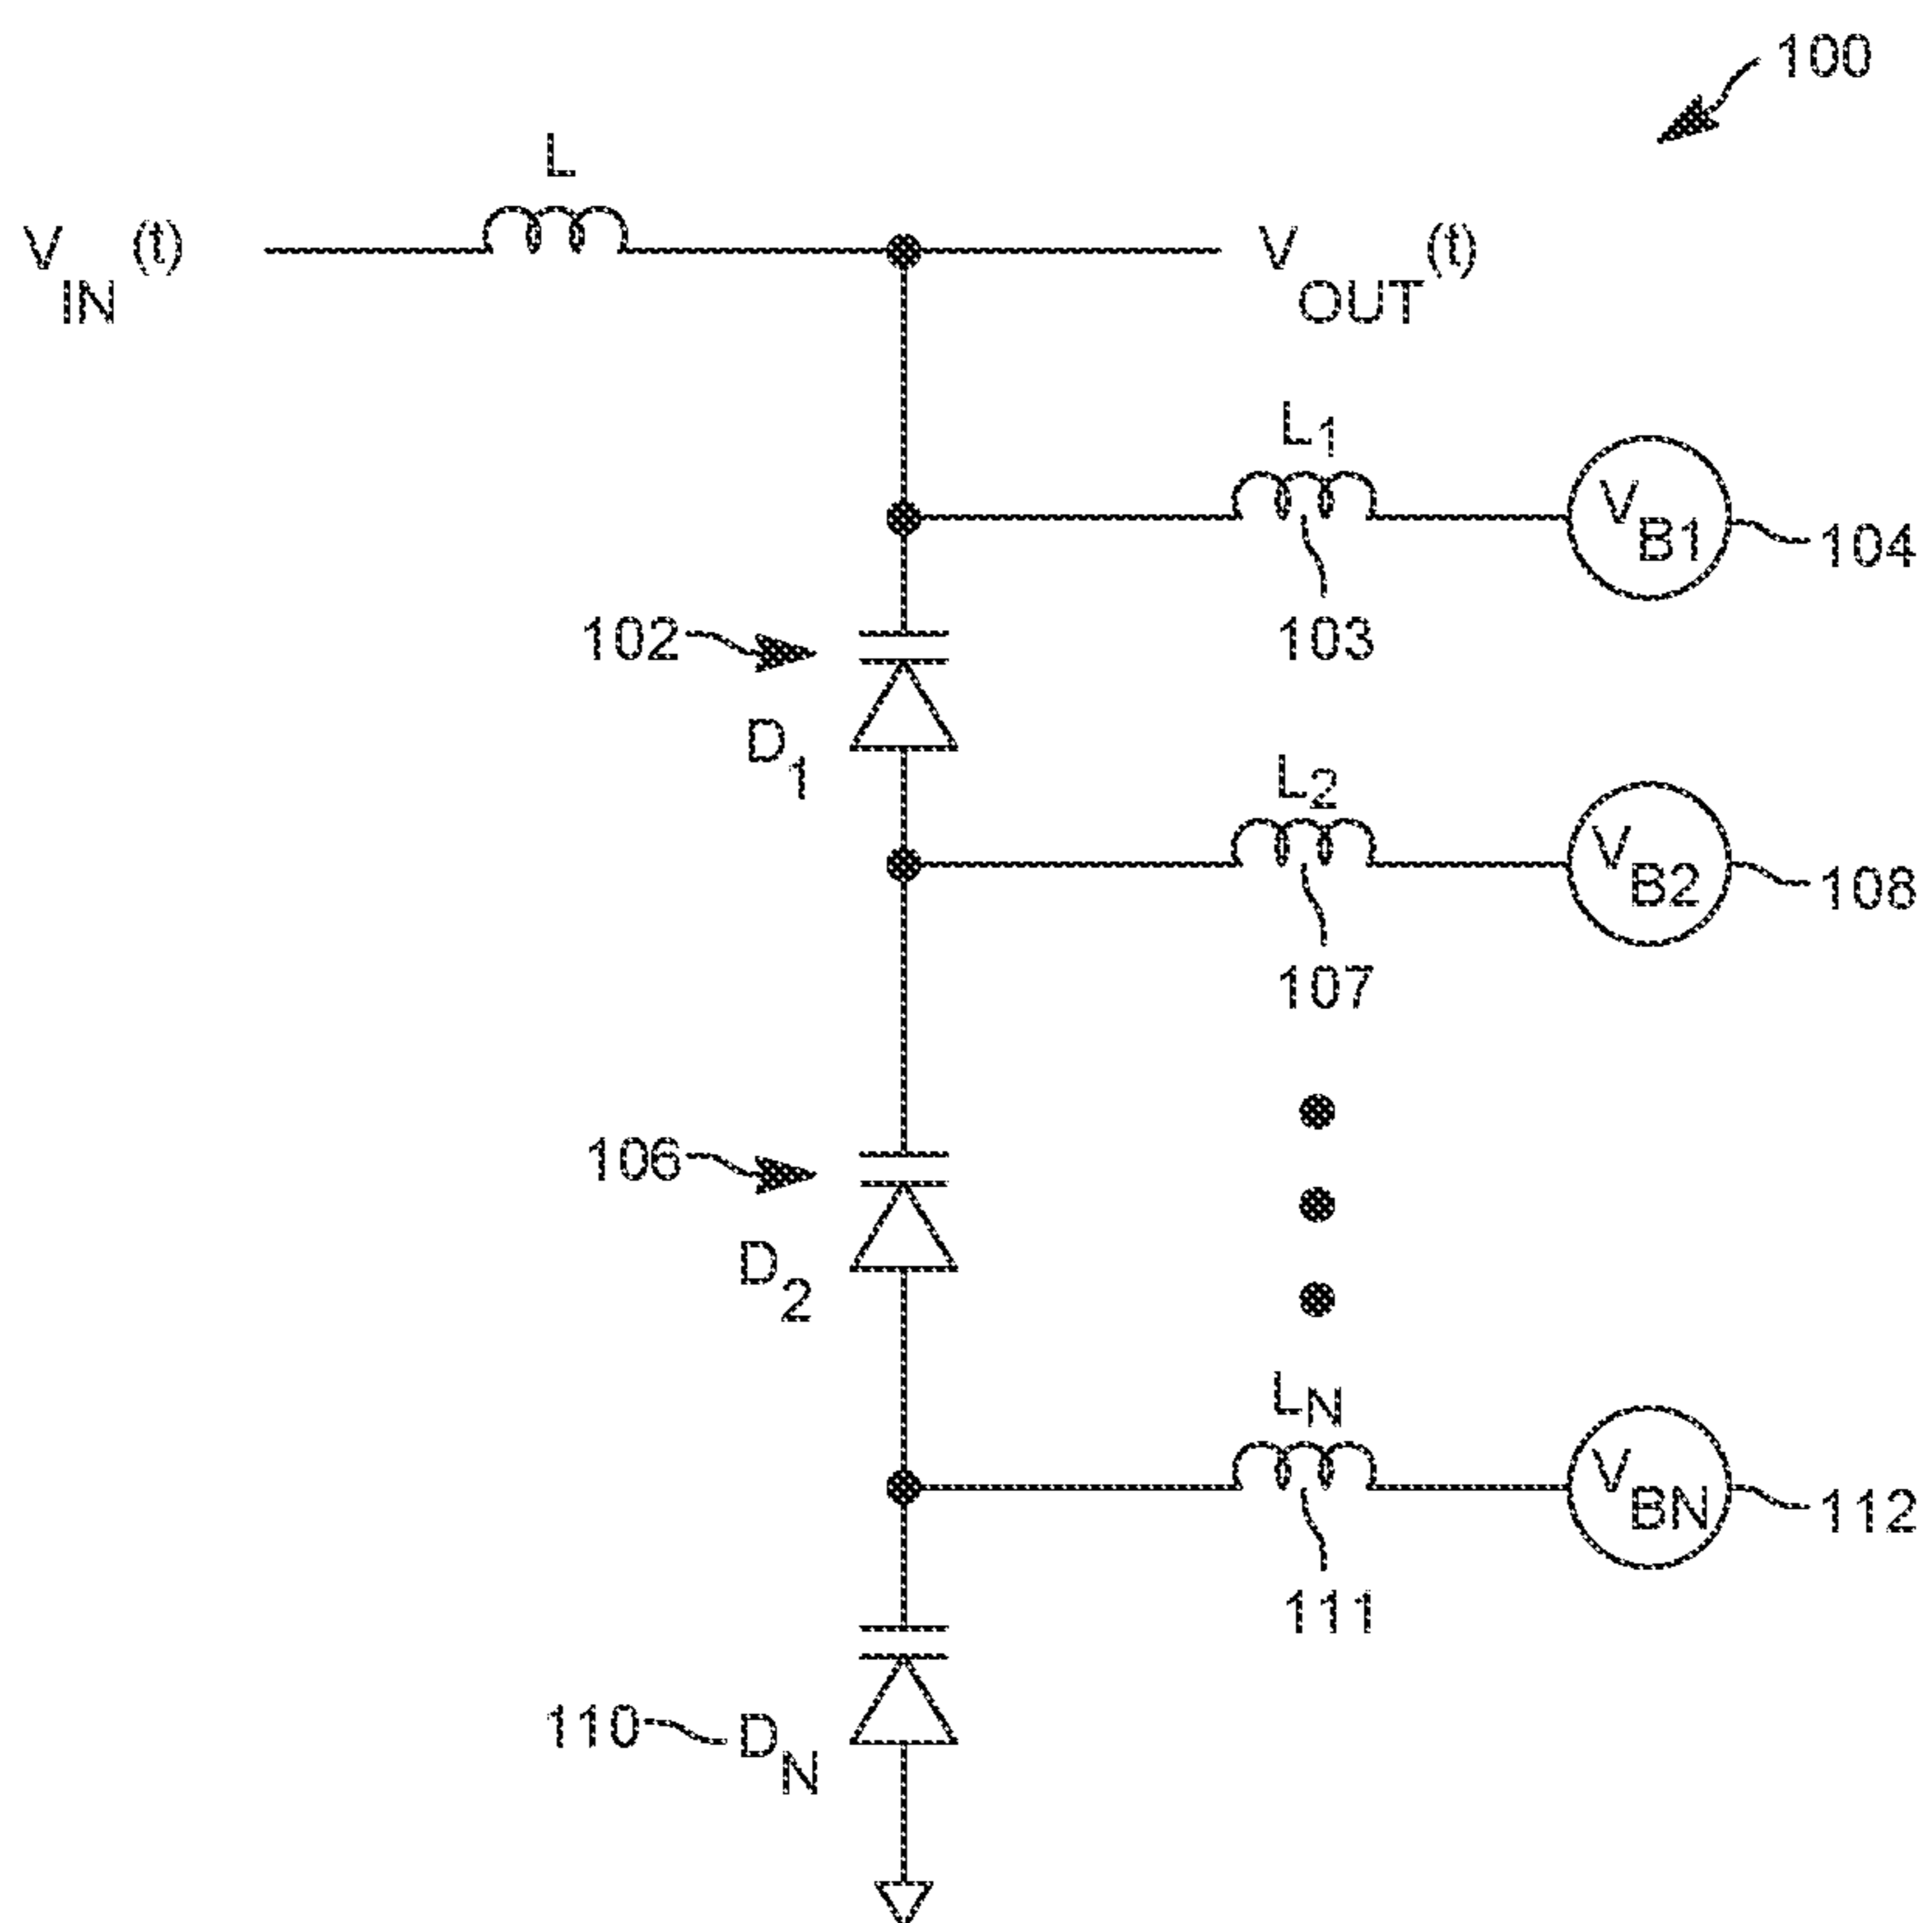 100
L
V IN (t)
V OUT (t)
L1
V B1
104
102
103
D1
L2
V B2
108
107
106
D2
LN
V BN
112
111
110
DN